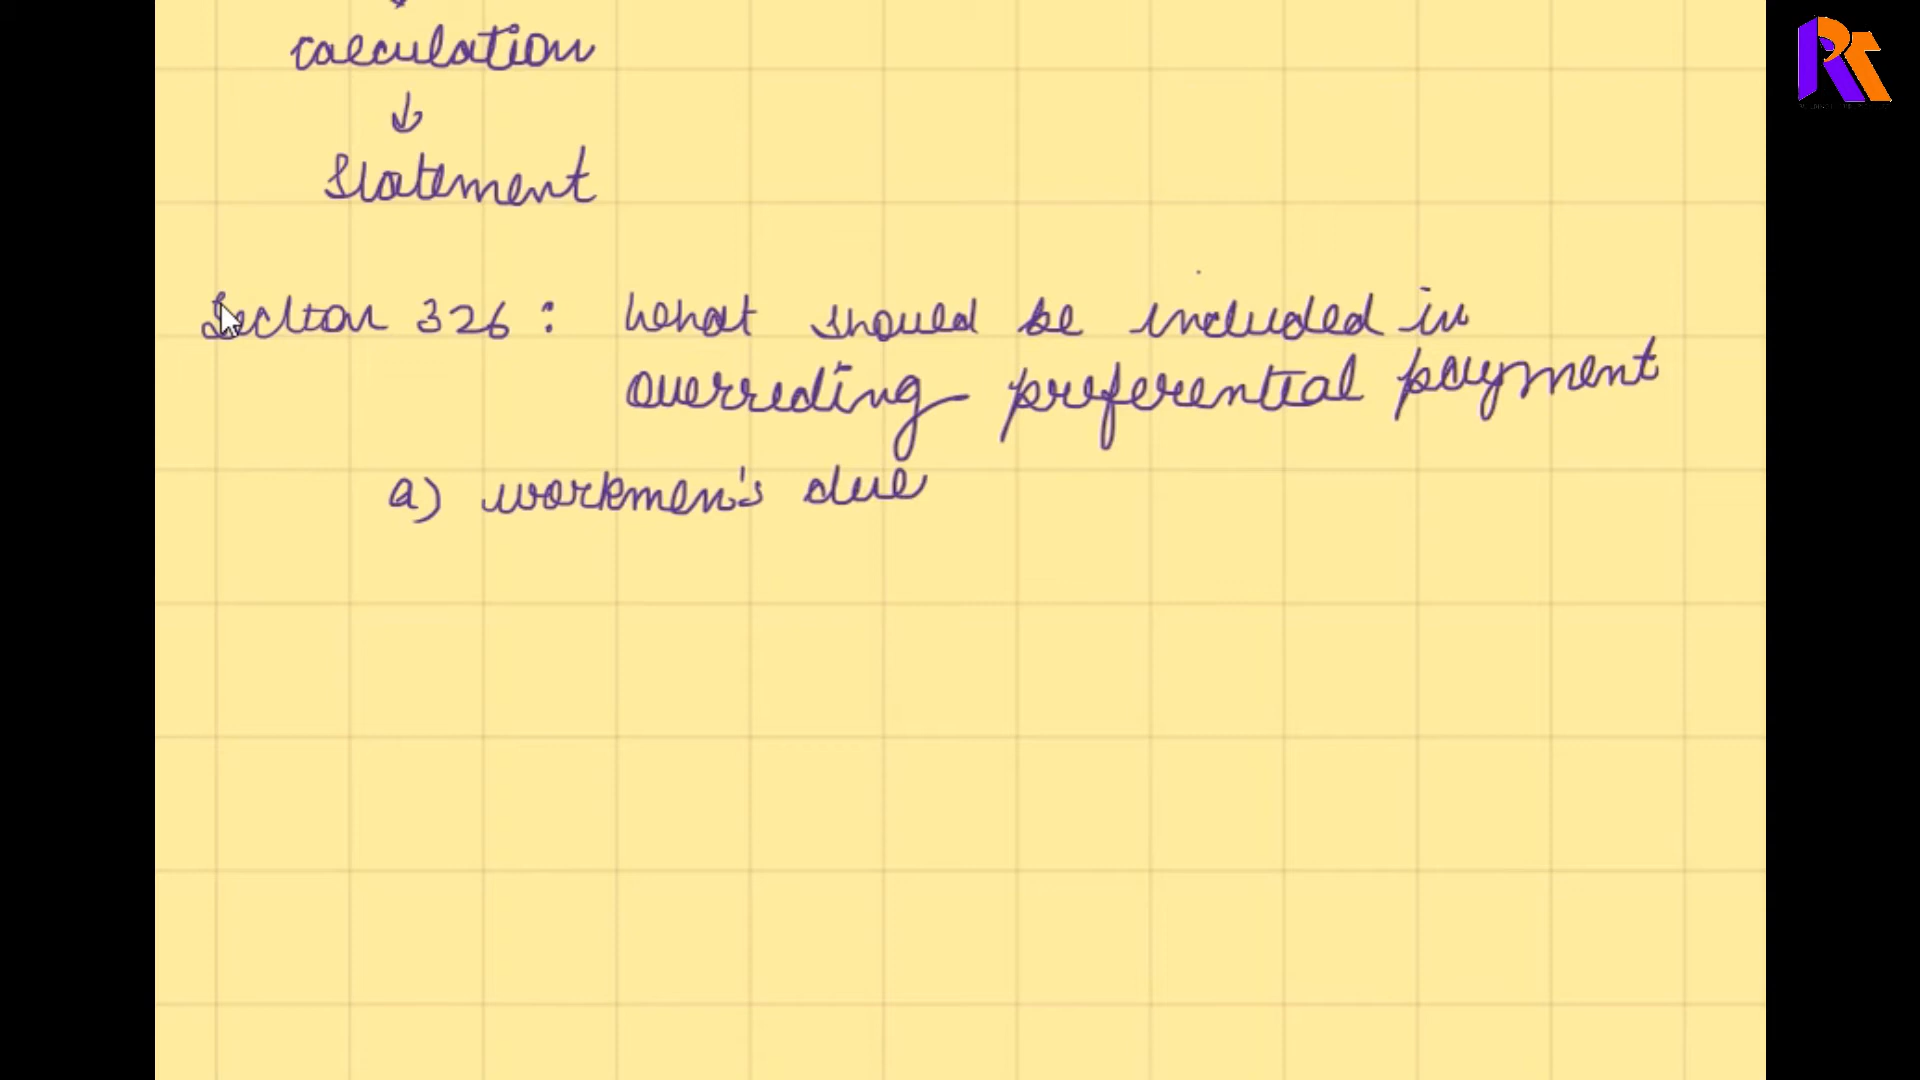 calculation
↓
Statement
Section 326 : What should be included in
overriding preferential payment
a) workmen's due